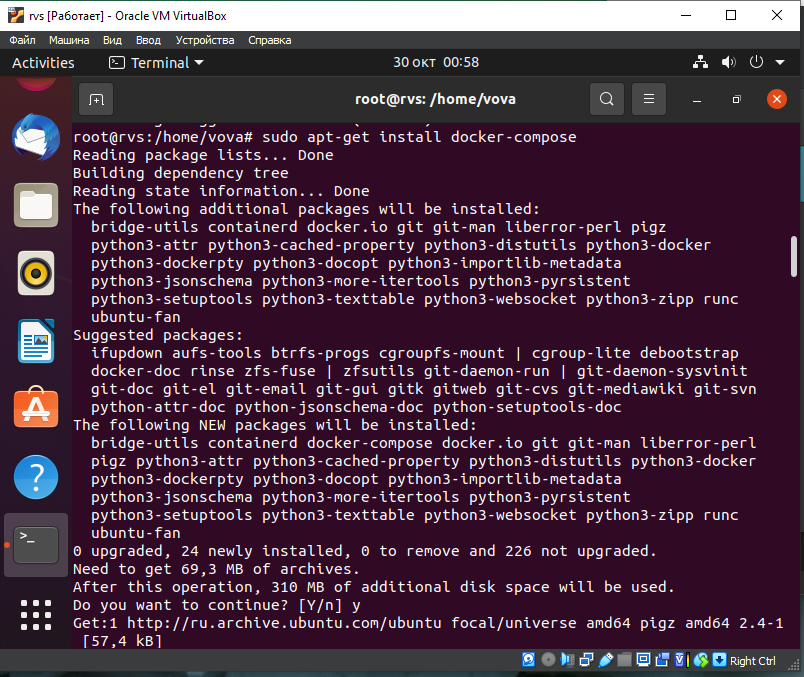 rvs [Работает] - Oracle VM VirtualBox
Файл Машина Вид Ввод Устройства Справка
Activities Terminal 30 окт 00:58
root@rvs: /home/vova
root@rvs:/home/vova# sudo apt-get install docker-compose
Reading package lists... Done
Building dependency tree
Reading state information... Done
The following additional packages will be installed:
bridge-utils containerd docker.io git git-man liberror-perl pigz
python3-attr python3-cached-property python3-distutils python3-docker
python3-dockerpty python3-docopt python3-importlib-metadata
python3-jsonschema python3-more-itertools python3-pyrsistent
python3-setuptools python3-texttable python3-websocket python3-zipp runc
ubuntu-fan
Suggested packages:
ifupdown aufs-tools btrfs-progs cgroupfs-mount | cgroup-lite debootstrap
docker-doc rinse zfs-fuse | zfsutils git-daemon-run | git-daemon-sysvinit
git-doc git-el git-email git-gui gitk gitweb git-cvs git-mediawiki git-svn
python-attr-doc python-jsonschema-doc python-setuptools-doc
The following NEW packages will be installed:
bridge-utils containerd docker-compose docker.io git git-man liberror-perl
pigz python3-attr python3-cached-property python3-distutils python3-docker
python3-dockerpty python3-docopt python3-importlib-metadata
python3-jsonschema python3-more-itertools python3-pyrsistent
python3-setuptools python3-texttable python3-websocket python3-zipp runc
ubuntu-fan
0 upgraded, 24 newly installed, 0 to remove and 226 not upgraded.
Need to get 69,3 MB of archives.
After this operation, 310 MB of additional disk space will be used.
Do you want to continue? [Y/n] y
Get:1 http://ru.archive.ubuntu.com/ubuntu focal/universe amd64 pigz amd64 2.4-1
[57,4 kB]
Right Ctrl